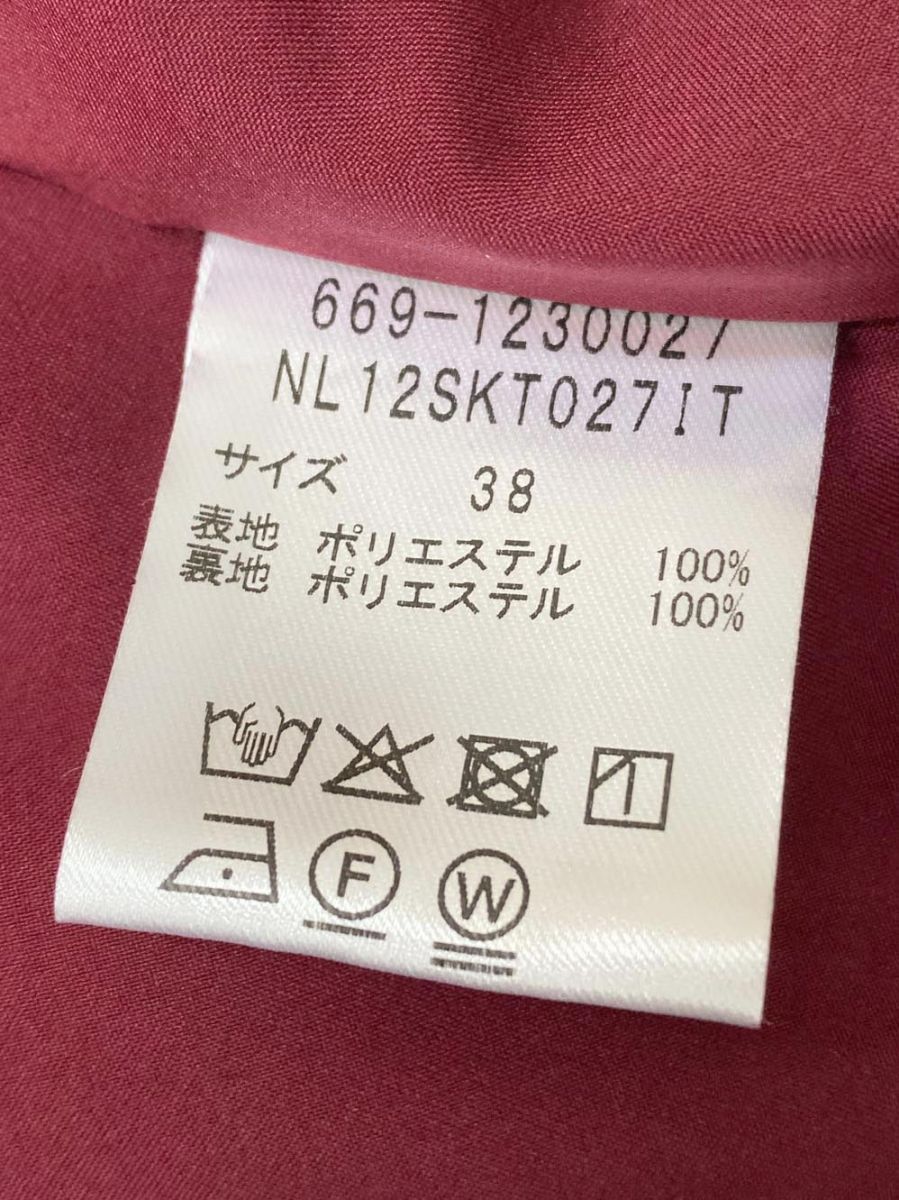 669-1230027
NL12SKT027IT
サイズ 38
表地 ポリエステル 100%
裏地 ポリエステル 100%
F W